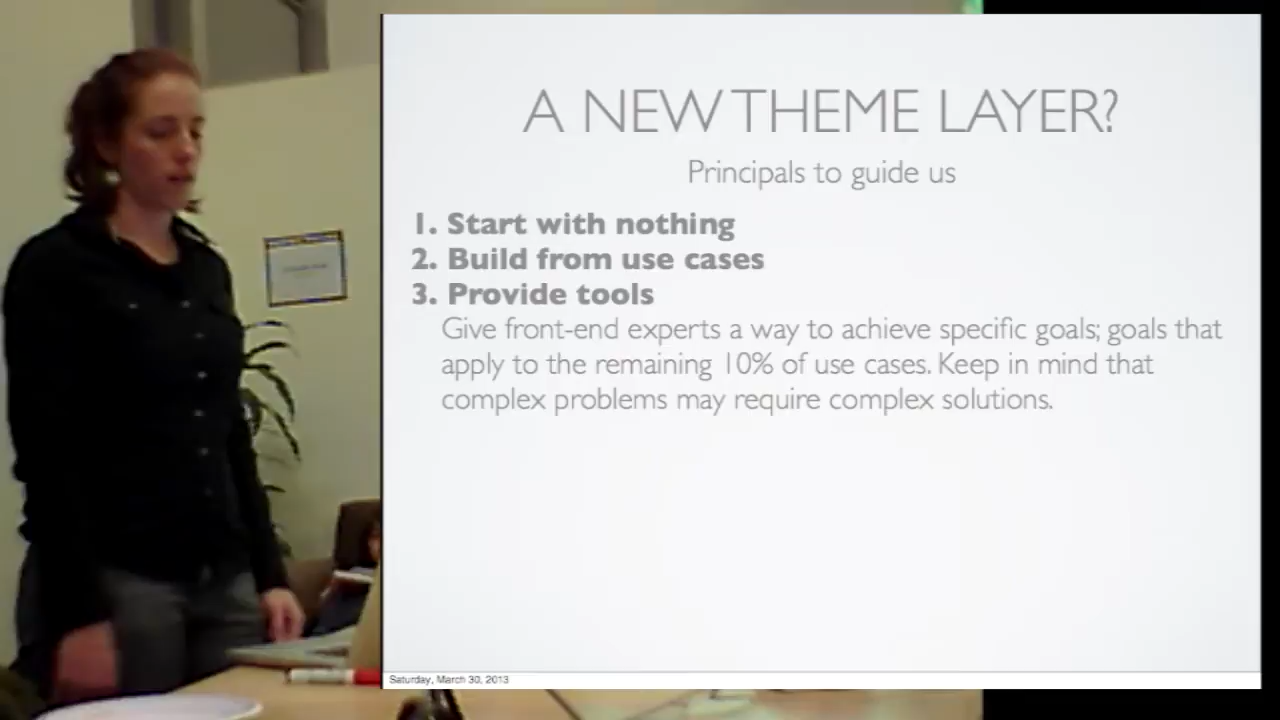 A NEW THEME LAYER?
Principals to guide us
1. Start with nothing
2. Build from use cases
3. Provide tools
Give front-end experts a way to achieve specific goals; goals that
apply to the remaining 10% of use cases. Keep in mind that
complex problems may require complex solutions.
Saturday, March 30, 2013